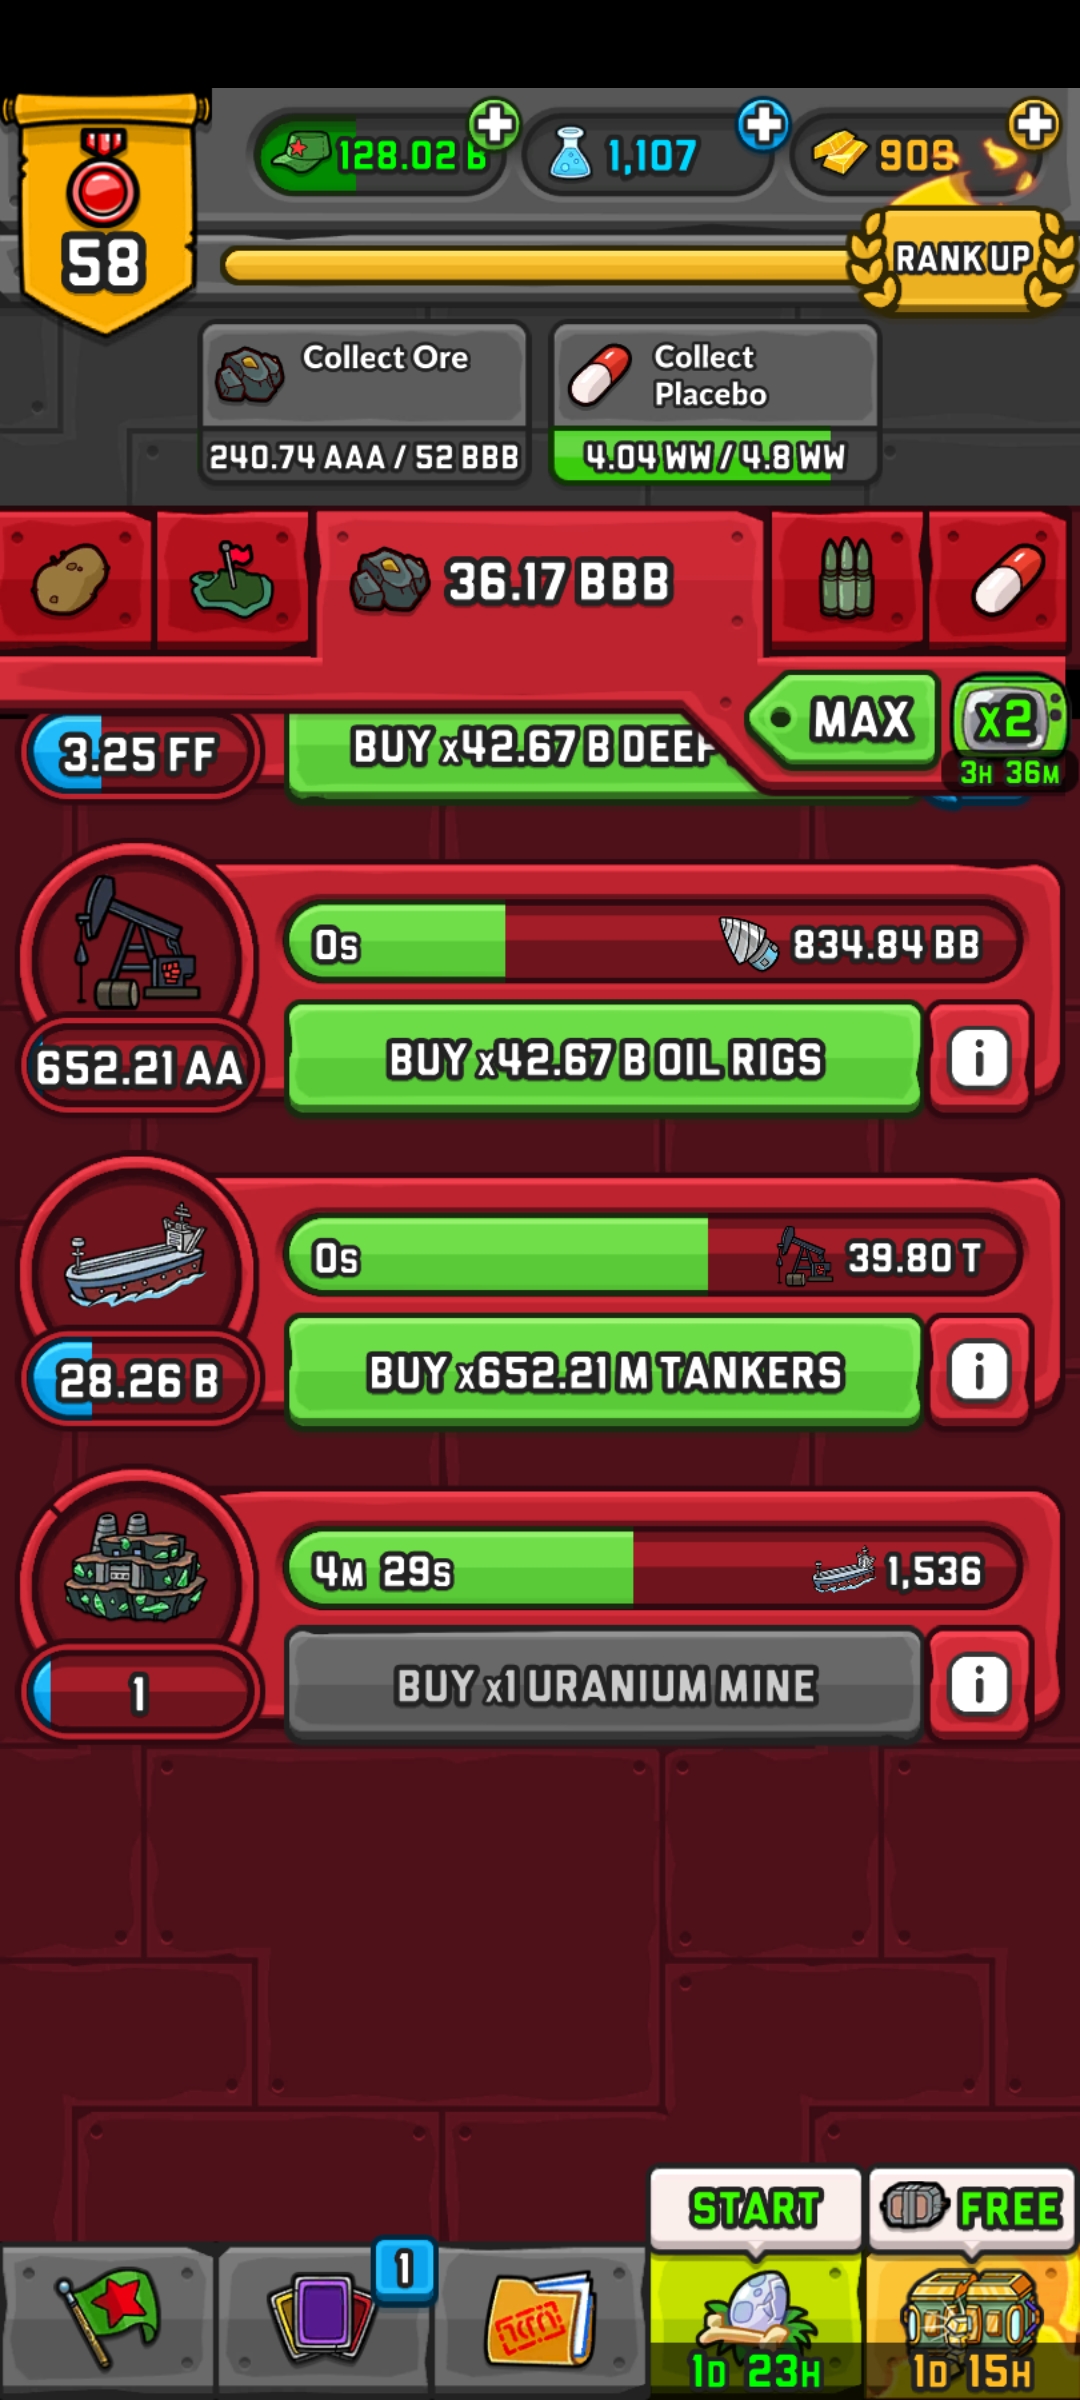 128.02 B
1,107
909
58
RANK UP
Collect Ore
240.74 AAA / 52 BBB
Collect
Placebo
4.04 WW / 4.8 WW
36.17 BBB
MAX
x2
3H 36M
3.25 FF
BUY x42.67 B DEEP
0s
834.84 BB
652.21 AA
BUY x42.67 B OIL RIGS
i
0s
39.80 T
28.26 B
BUY x652.21 M TANKERS
i
4M 29s
1,536
1
BUY x1 URANIUM MINE
i
START
FREE
1
1D 23H
1D 15H